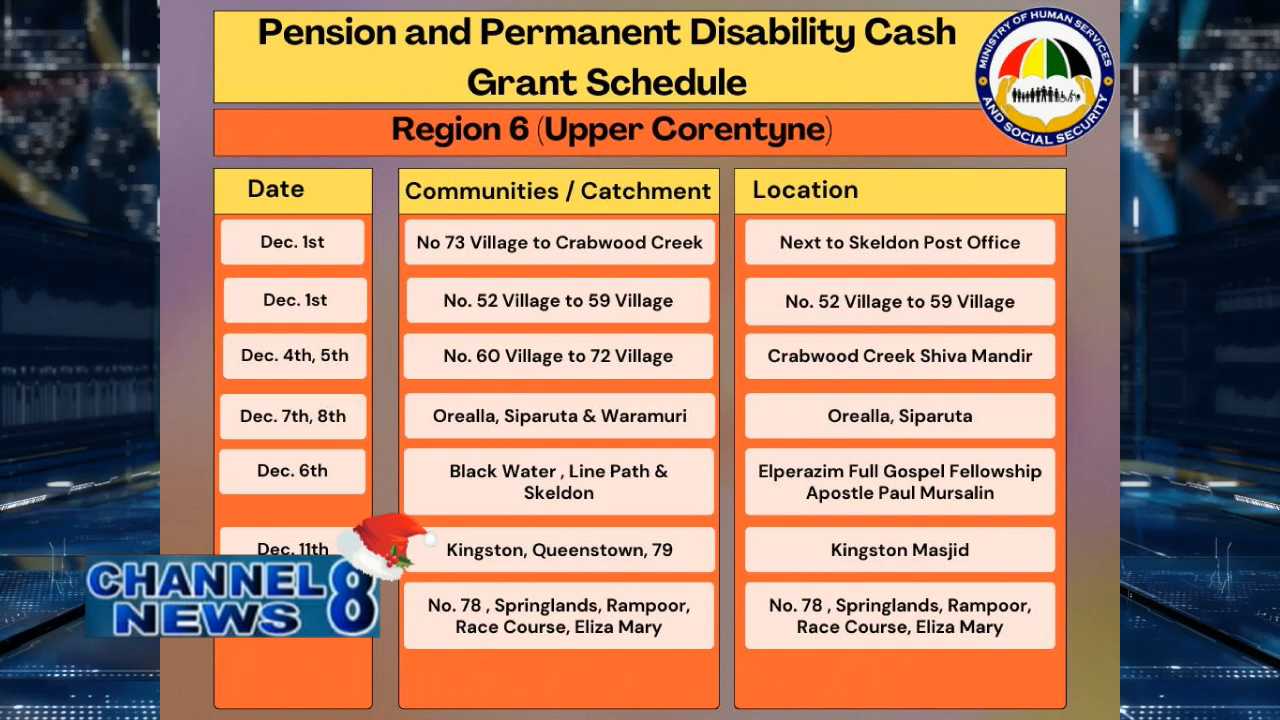 Pension and Permanent Disability Cash
Grant Schedule
MINISTRY OF HUMAN SERVICES
AND SOCIAL SECURITY
Region 6 (Upper Corentyne)
Date
Communities / Catchment
Location
Dec. 1st
No 73 Village to Crabwood Creek
Next to Skeldon Post Office
Dec. 1st
No. 52 Village to 59 Village
No. 52 Village to 59 Village
Dec. 4th, 5th
No. 60 Village to 72 Village
Crabwood Creek Shiva Mandir
Dec. 7th, 8th
Orealla, Siparuta & Waramuri
Orealla, Siparuta
Dec. 6th
Black Water , Line Path &
Skeldon
Elperazim Full Gospel Fellowship
Apostle Paul Mursalin
Dec. 11th
Kingston, Queenstown, 79
Kingston Masjid
No. 78 , Springlands, Rampoor,
Race Course, Eliza Mary
No. 78 , Springlands, Rampoor,
Race Course, Eliza Mary
CHANNEL 8
NEWS